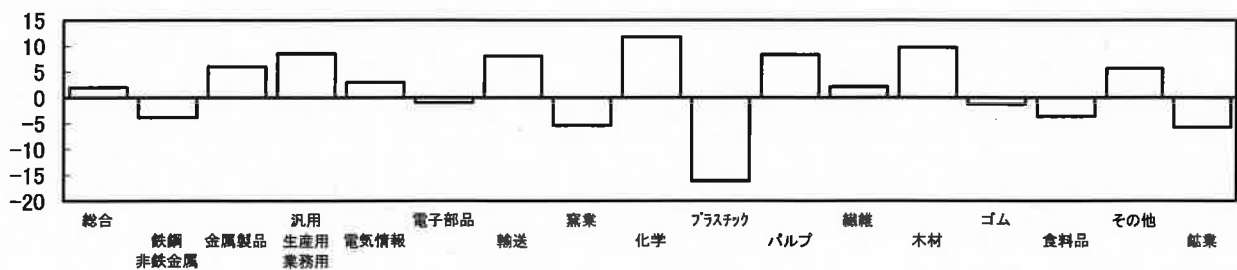 15
10
5
0
-5
-10
-15
-20
総合
鉄鋼
非鉄金属
金属製品
汎用
生産用
業務用
電気情報
電子部品
輸送
窯業
化学
プラスチック
パルプ
繊維
木材
ゴム
食料品
その他
鉱業